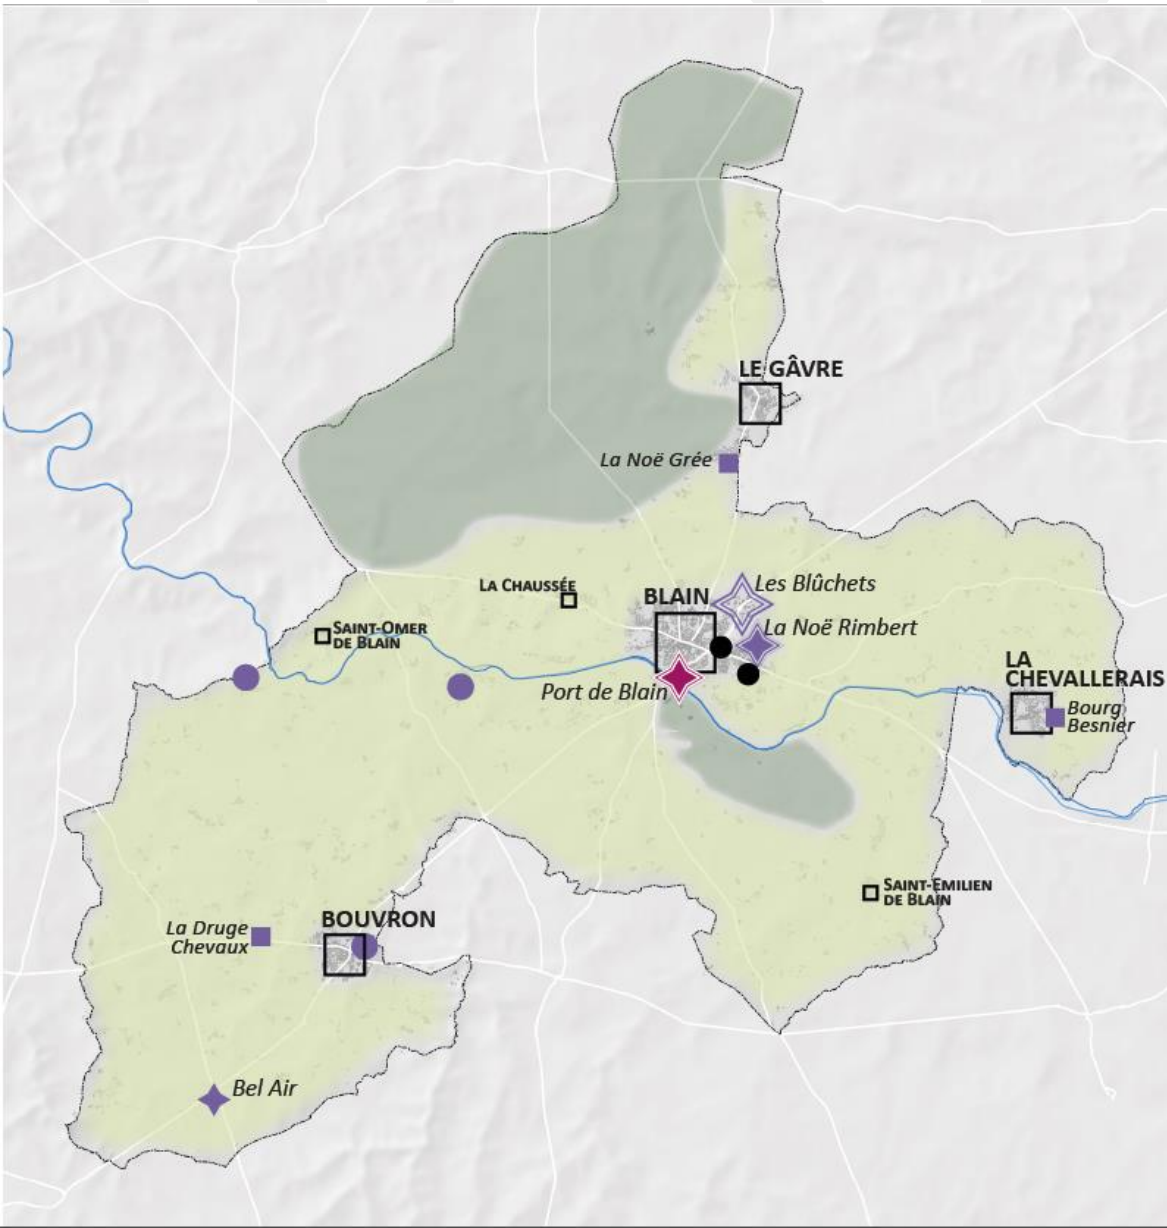 LE GÂVRE
La Noë Grée
LA CHAUSSÉE
BLAIN
Les Blûchets
La Noë Rimbert
SAINT-OMER
DE BLAIN
Port de Blain
LA
CHEVALLERAIS
Bourg
Besnier
SAINT-EMILIEN
DE BLAIN
La Druge
Chevaux
BOUVRON
Bel Air